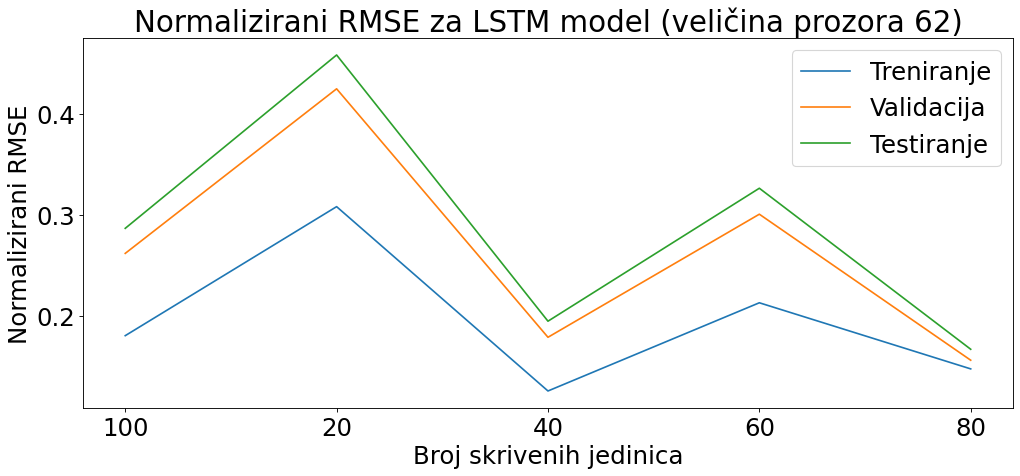 Normalizirani RMSE za LSTM model (veličina prozora 62)
Treniranje
Validacija
Testiranje
Normalizirani RMSE
0.4
0.3
0.2
100 20 40 60 80
Broj skrivenih jedinica